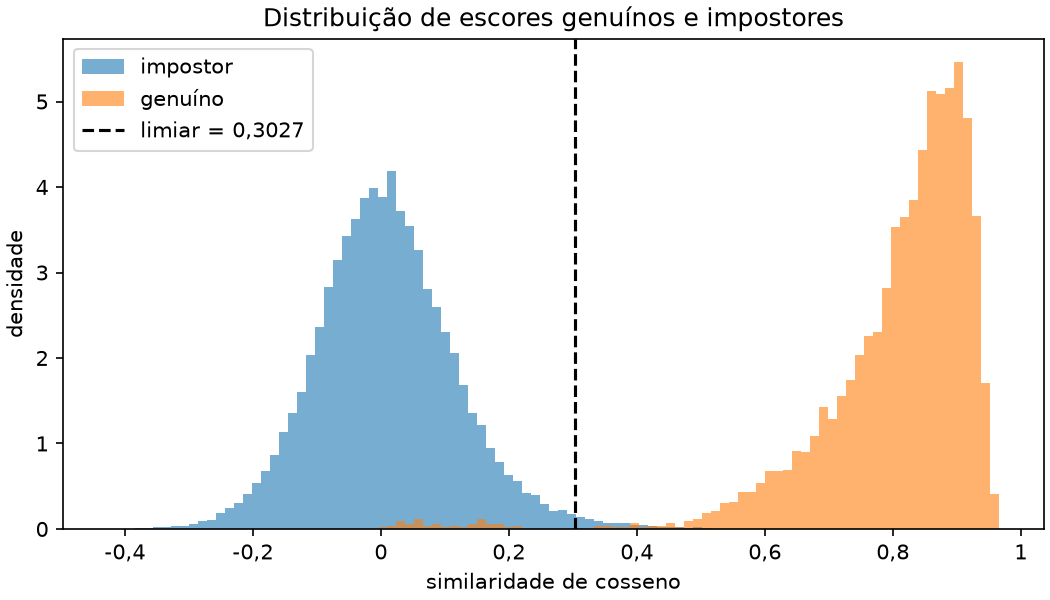 Distribuição de escores genuínos e impostores
impostor
genuíno
limiar = 0,3027
densidade
5
4
3
2
1
0
-0,4
-0,2
0
0,2
0,4
0,6
0,8
1
similaridade de cosseno